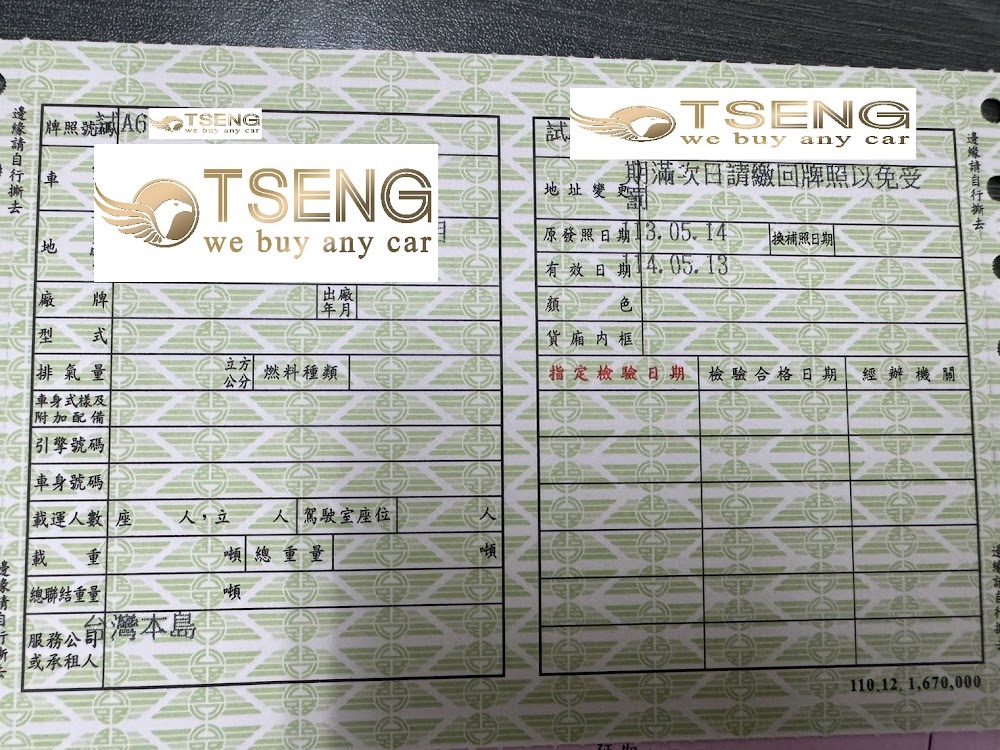 邊緣請自行撕去
牌照號碼 試A6
TSENG
we buy any car
車
TSENG
we buy any car
地
廠牌 出廠年月
型式
排氣量 立方公分 燃料種類
車身式樣及附加配備
引擎號碼
車身號碼
載運人數 座 人，立 人 駕駛室座位 人
載重 噸 總重量 噸
總聯結重量 噸
服務公司或承租人 台灣本島
邊緣請自行撕去
試
TSENG
we buy any car
地址變更 期滿次日請繳回牌照以免受
罰
原發照日期 113.05.14 換補照日期
有效日期 114.05.13
顏色
貨廂內框
指定檢驗日期 檢驗合格日期 經辦機關
110.12. 1,670,000
邊緣請自行撕去